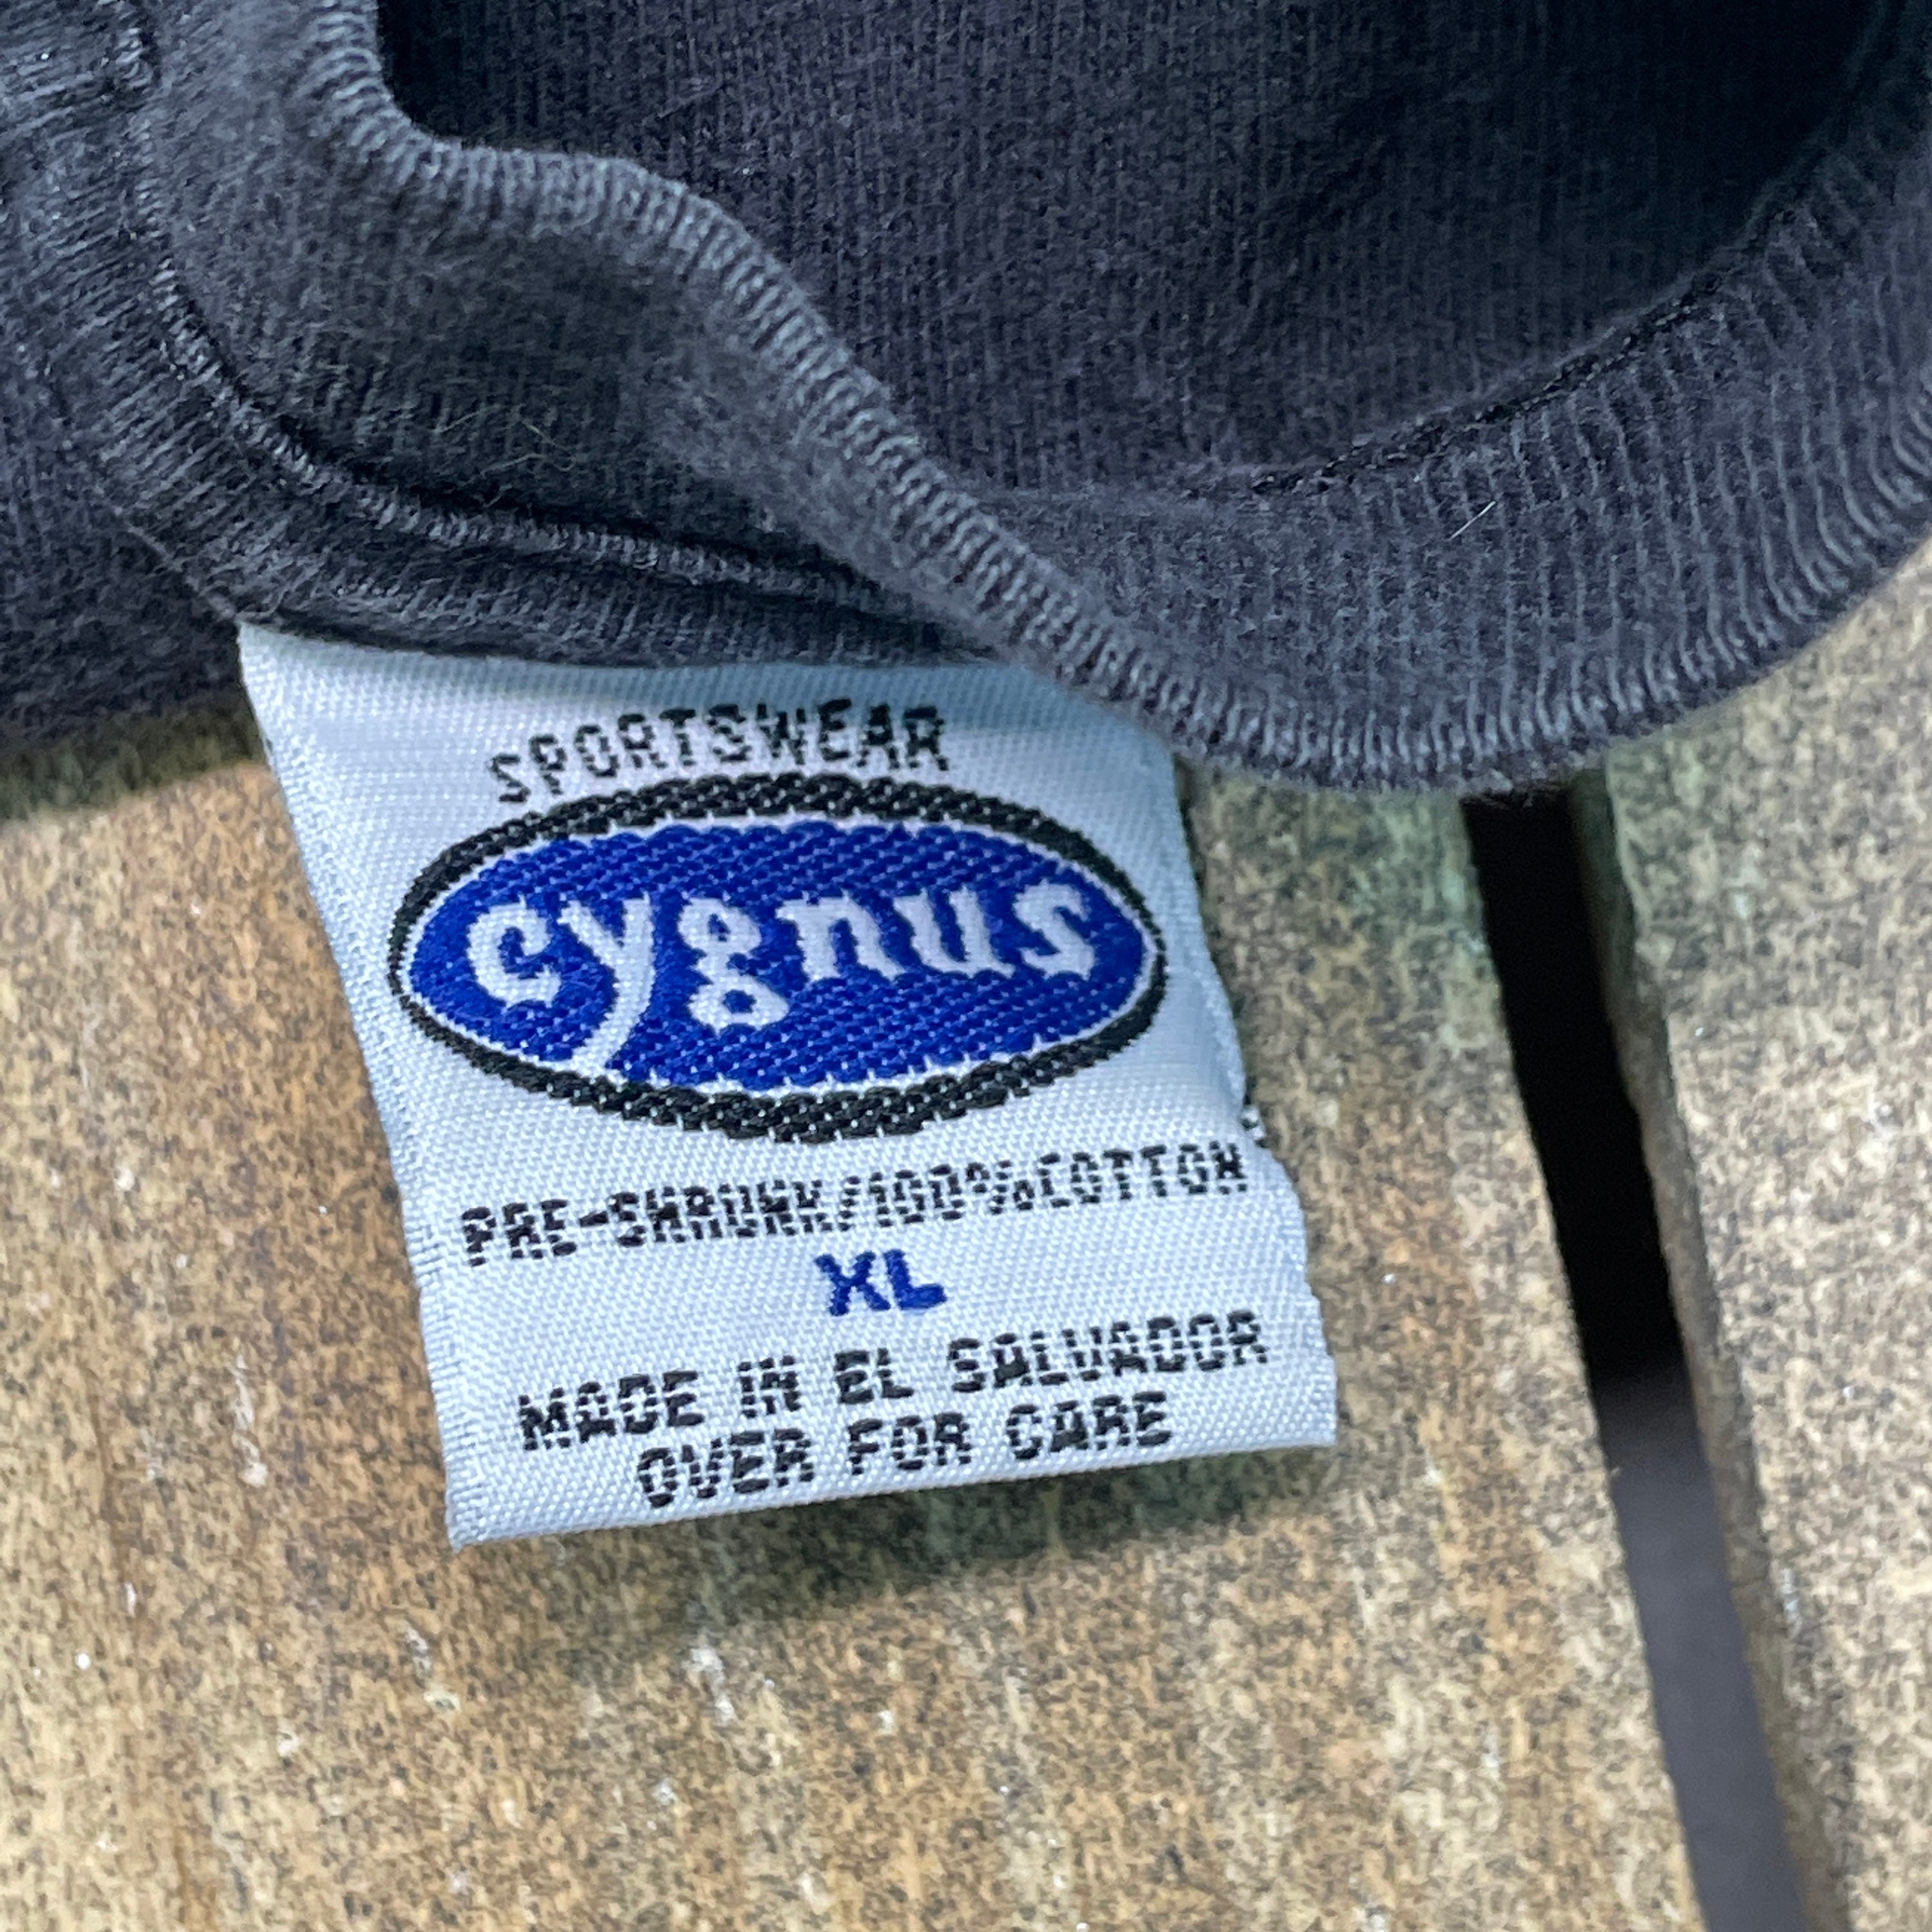 SPORTSWEAR
cygnus
PRE-SHRUNK/100%COTTON
XL
MADE IN EL SALVADOR
OVER FOR CARE